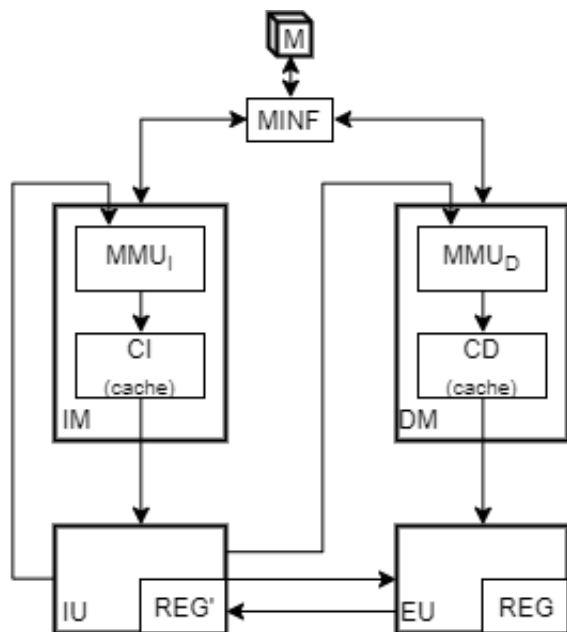 M
MINF
MMU_I
MMU_D
CI
(cache)
CD
(cache)
IM
DM
IU
REG'
EU
REG